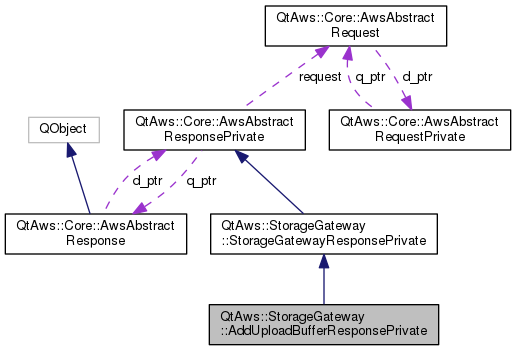 QtAws::Core::AwsAbstract
Request
request
q_ptr
d_ptr
QObject
QtAws::Core::AwsAbstract
ResponsePrivate
QtAws::Core::AwsAbstract
RequestPrivate
d_ptr
q_ptr
QtAws::Core::AwsAbstract
Response
QtAws::StorageGateway
::StorageGatewayResponsePrivate
QtAws::StorageGateway
::AddUploadBufferResponsePrivate